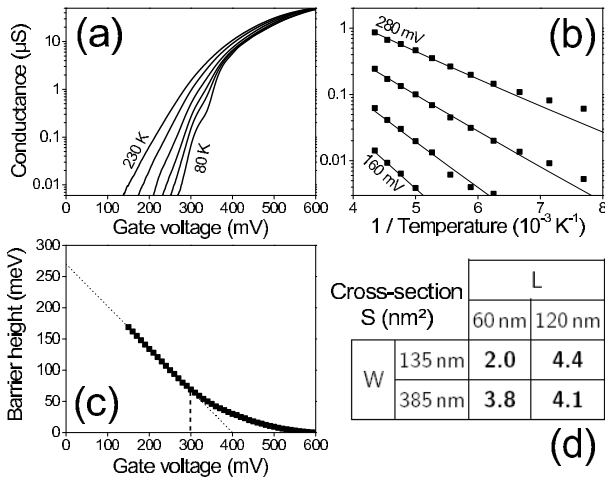 (a)
Conductance (µS)
10
1
0.1
0.01
230 K
80 K
0 100 200 300 400 500 600
Gate voltage (mV)
(b)
1
0.1
0.01
280 mV
160 mV
4 5 6 7 8
1 / Temperature (10⁻³ K⁻¹)
(c)
Barrier height (meV)
300
250
200
150
100
50
0
0 100 200 300 400 500 600
Gate voltage (mV)
Cross-section
S (nm²)
L
60 nm 120 nm
W 135 nm 2.0 4.4
385 nm 3.8 4.1
(d)